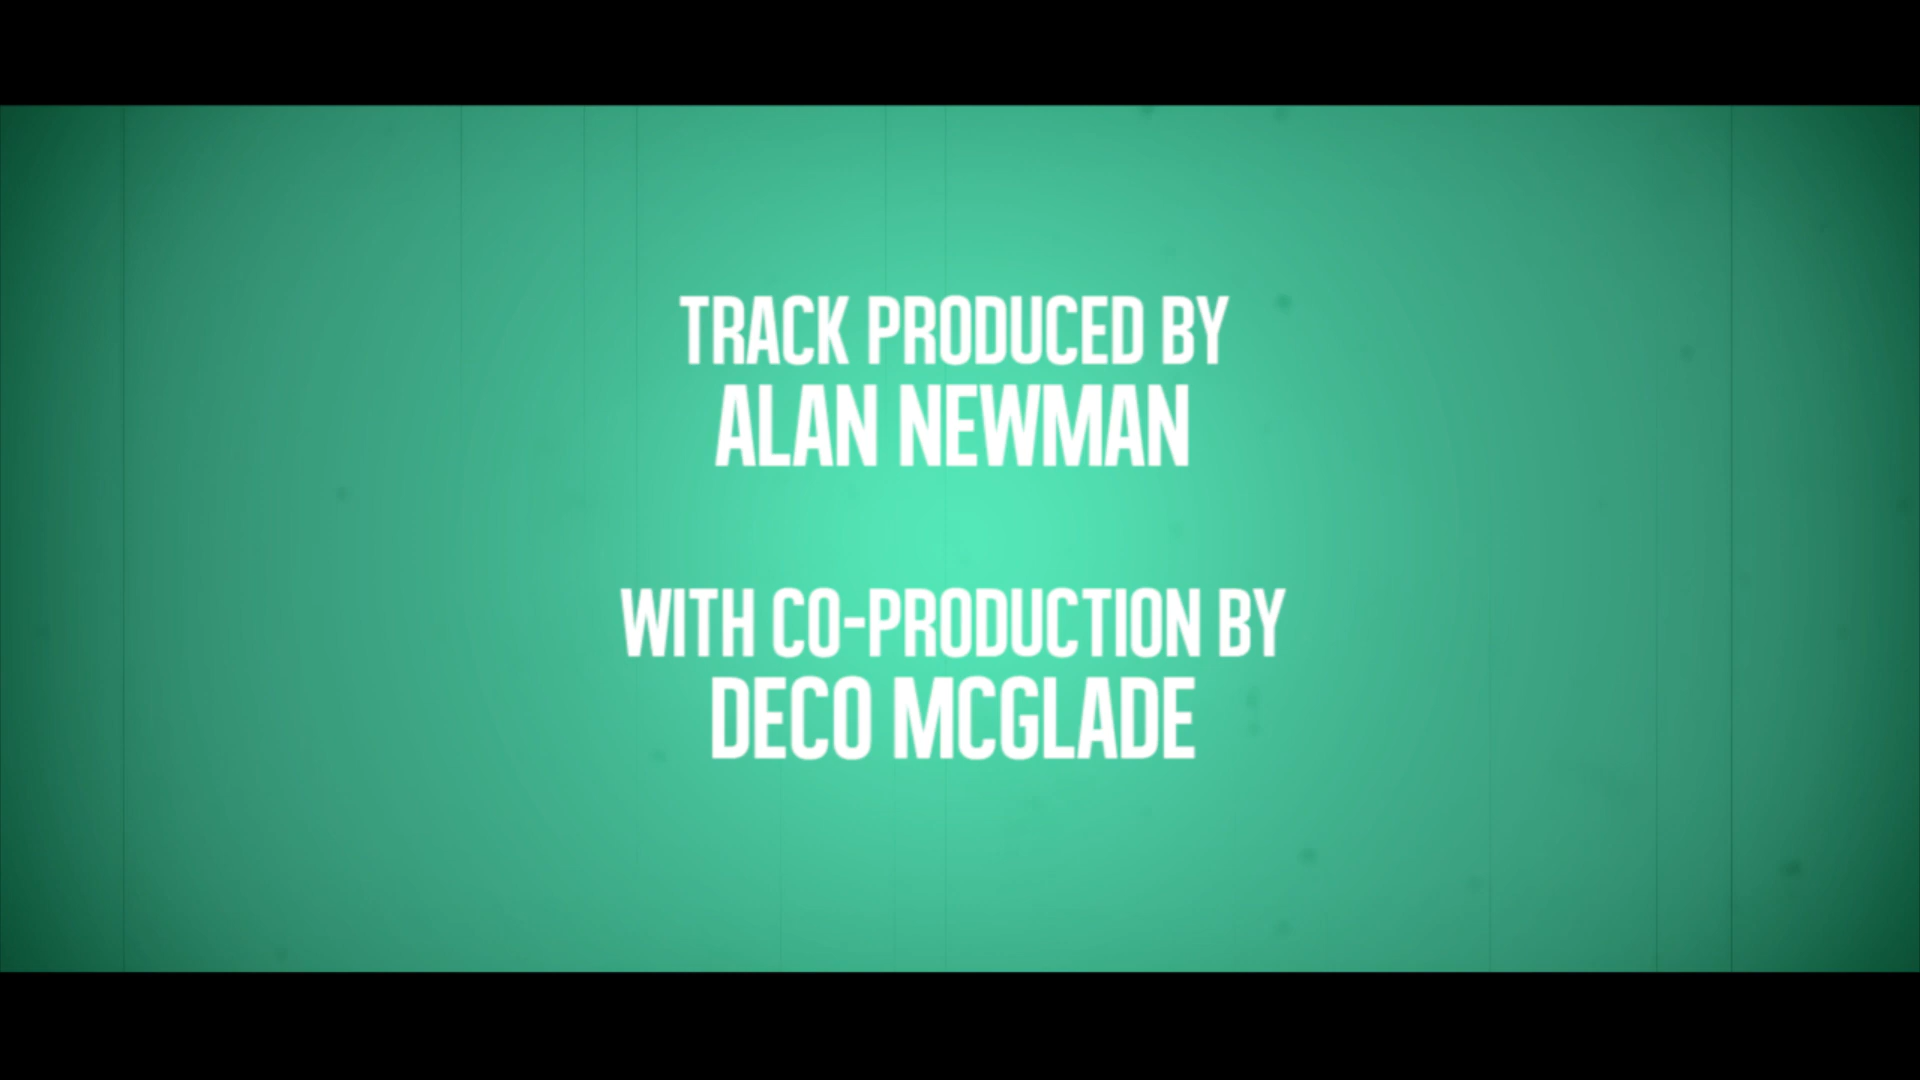 TRACK PRODUCED BY
ALAN NEWMAN
WITH CO-PRODUCTION BY
DECO MCGLADE